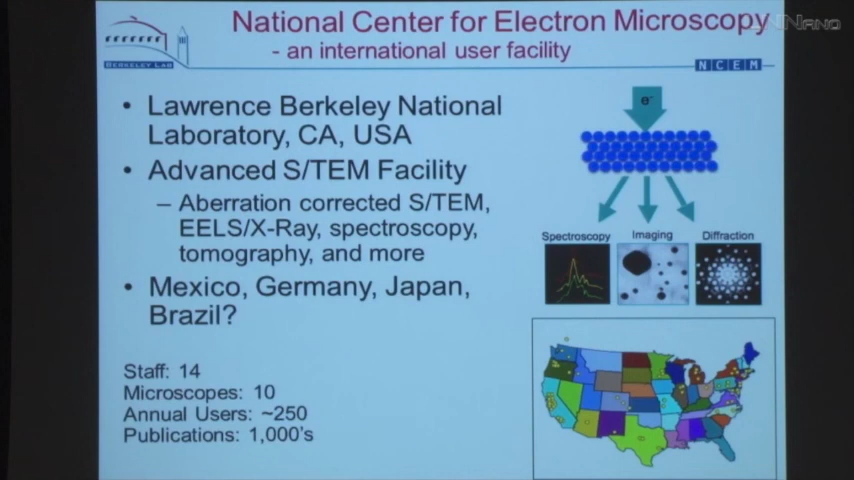 National Center for Electron Microscopy
- an international user facility
BERKELEY LAB
NCEM
• Lawrence Berkeley National
Laboratory, CA, USA
• Advanced S/TEM Facility
– Aberration corrected S/TEM,
EELS/X-Ray, spectroscopy,
tomography, and more
• Mexico, Germany, Japan,
Brazil?
Staff: 14
Microscopes: 10
Annual Users: ~250
Publications: 1,000's
e-
Spectroscopy
Imaging
Diffraction